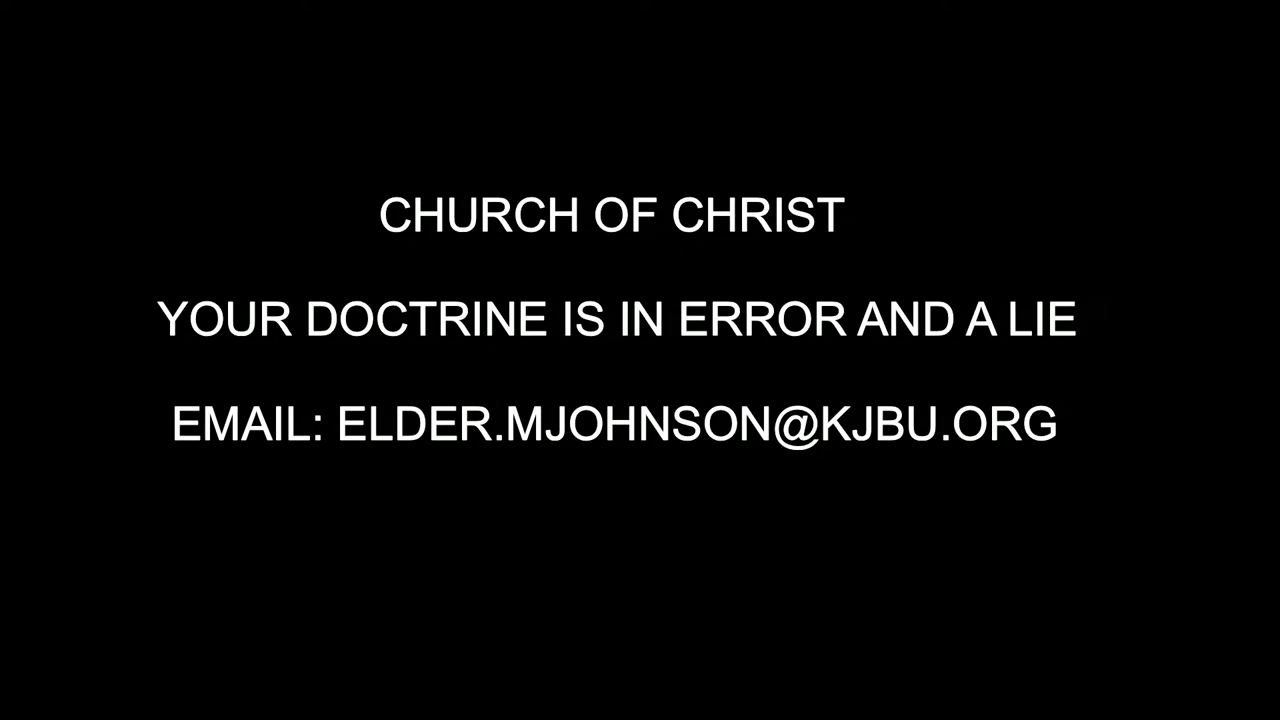 CHURCH OF CHRIST
YOUR DOCTRINE IS IN ERROR AND A LIE
EMAIL: ELDER.MJOHNSON@KJBU.ORG